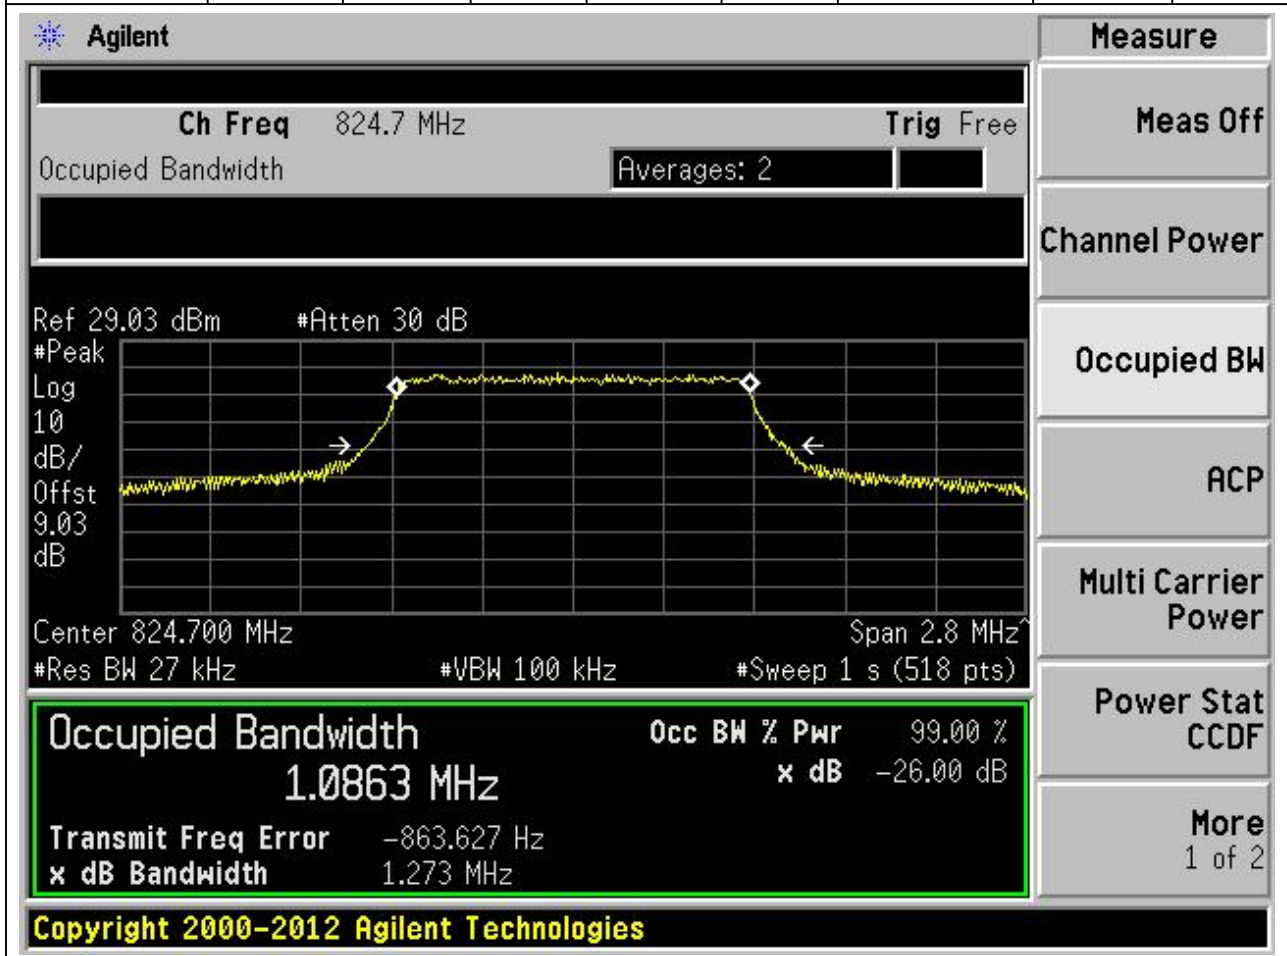 Agilent
Measure
Ch Freq 824.7 MHz Trig Free
Meas Off
Occupied Bandwidth Averages: 2
Channel Power
Ref 29.03 dBm #Atten 30 dB
#Peak
Log
10
dB/
Offst
9.03
dB
Occupied BW
ACP
Center 824.700 MHz Span 2.8 MHz^
#Res BW 27 kHz #VBW 100 kHz #Sweep 1 s (518 pts)
Multi Carrier
Power
Occupied Bandwidth Occ BW % Pwr 99.00 %
1.0863 MHz x dB -26.00 dB
Power Stat
CCDF
Transmit Freq Error -863.627 Hz
x dB Bandwidth 1.273 MHz
More
1 of 2
Copyright 2000-2012 Agilent Technologies